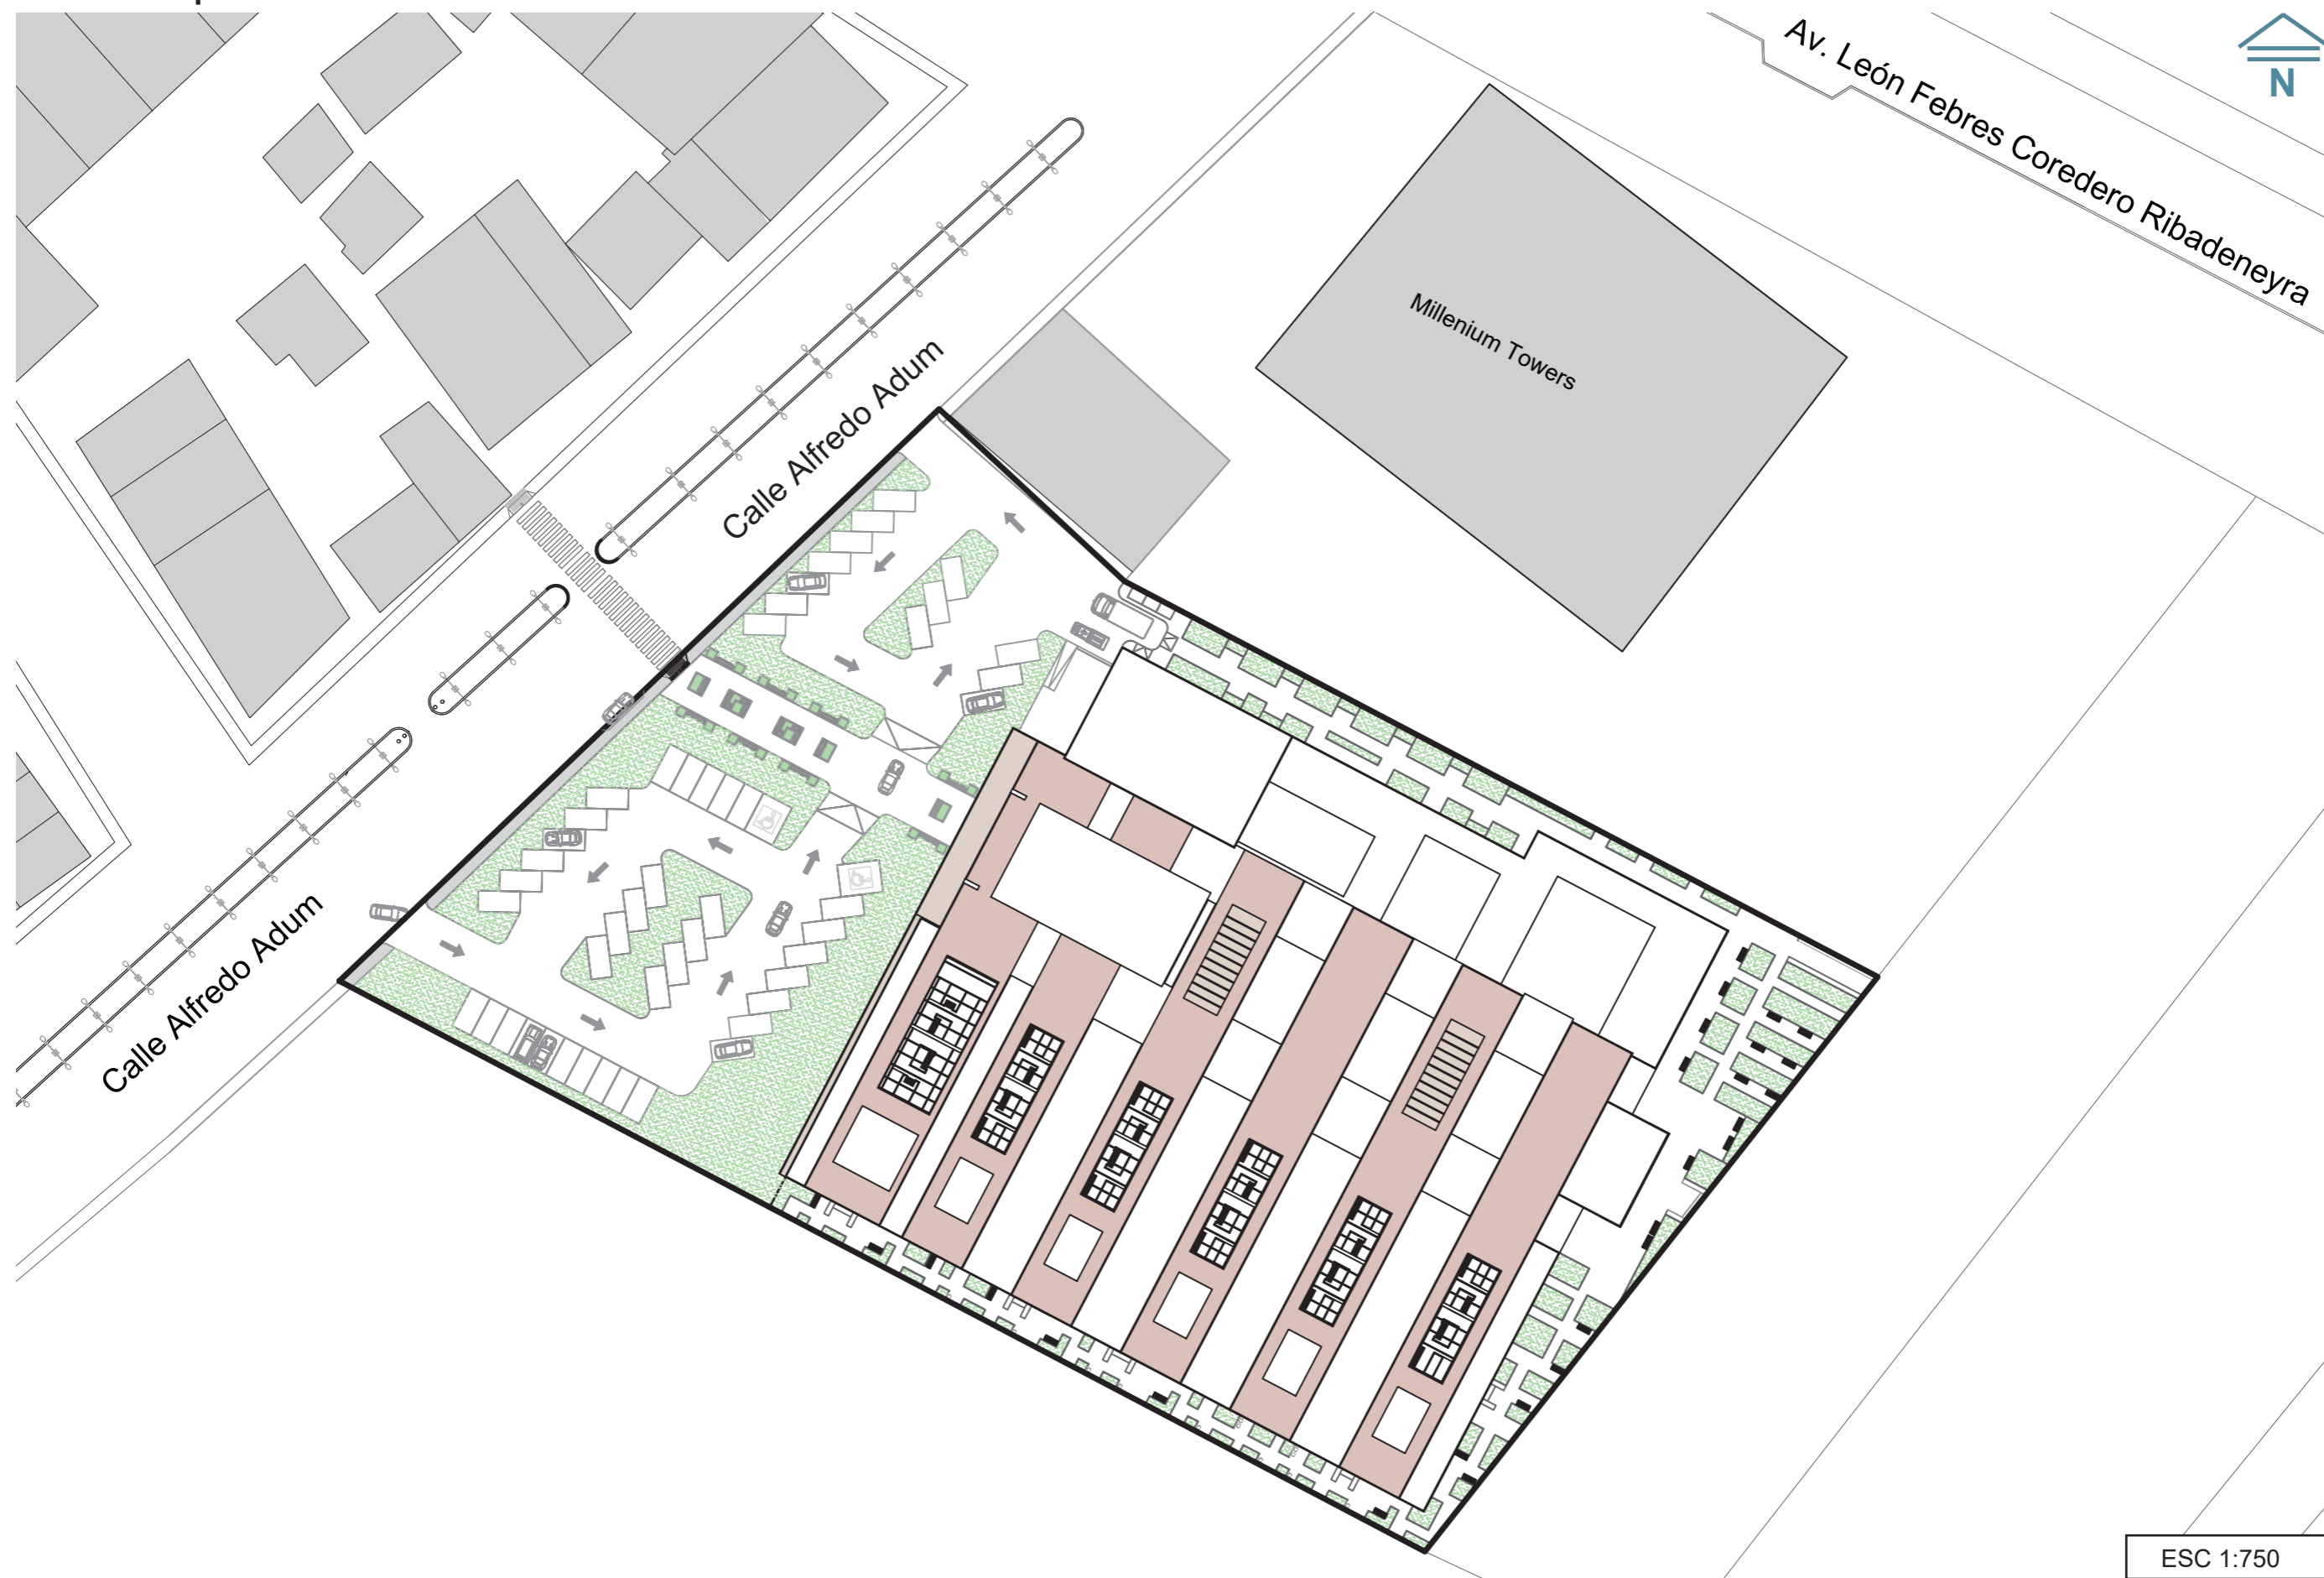 Av. León Febres Coredero Ribadeneyra
N
Millenium Towers
Calle Alfredo Adum
Calle Alfredo Adum
ESC 1:750